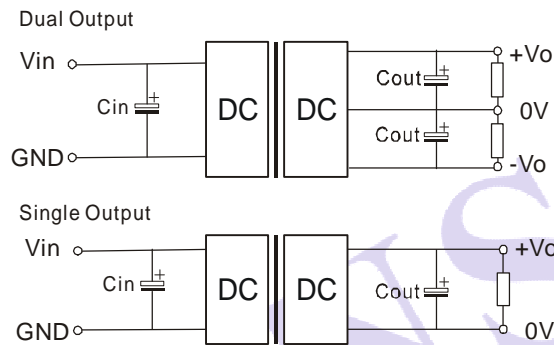 Dual Output
Vin
Cin
+
GND
DC
DC
Cout
+
Cout
+
+Vo
0V
-Vo
Single Output
Vin
Cin
+
GND
DC
DC
Cout
+
+Vo
0V